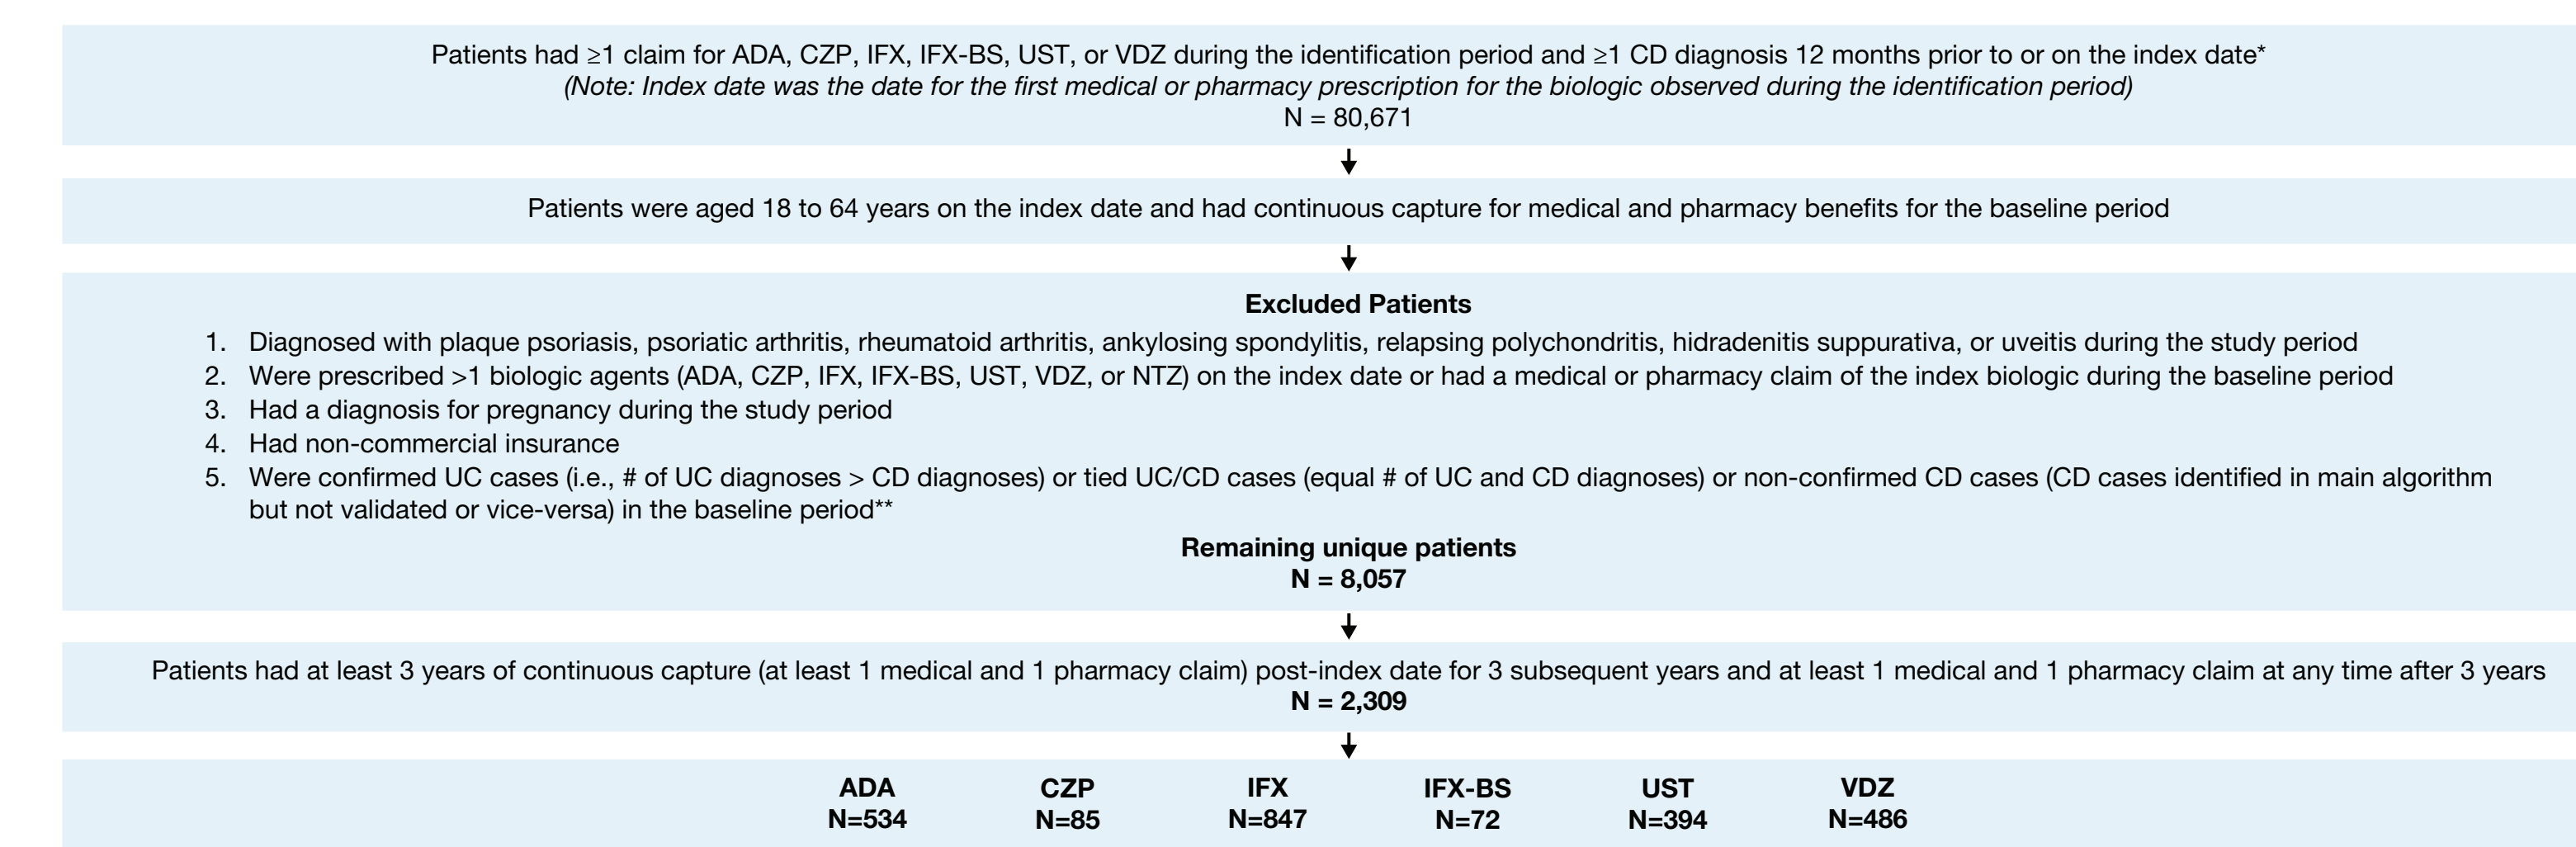 Patients had ≥1 claim for ADA, CZP, IFX, IFX-BS, UST, or VDZ during the identification period and ≥1 CD diagnosis 12 months prior to or on the index date*
(Note: Index date was the date for the first medical or pharmacy prescription for the biologic observed during the identification period)
N = 80,671
Patients were aged 18 to 64 years on the index date and had continuous capture for medical and pharmacy benefits for the baseline period
Excluded Patients
1. Diagnosed with plaque psoriasis, psoriatic arthritis, rheumatoid arthritis, ankylosing spondylitis, relapsing polychondritis, hidradenitis suppurativa, or uveitis during the study period
2. Were prescribed >1 biologic agents (ADA, CZP, IFX, IFX-BS, UST, VDZ, or NTZ) on the index date or had a medical or pharmacy claim of the index biologic during the baseline period
3. Had a diagnosis for pregnancy during the study period
4. Had non-commercial insurance
5. Were confirmed UC cases (i.e., # of UC diagnoses > CD diagnoses) or tied UC/CD cases (equal # of UC and CD diagnoses) or non-confirmed CD cases (CD cases identified in main algorithm
but not validated or vice-versa) in the baseline period**
Remaining unique patients
N = 8,057
Patients had at least 3 years of continuous capture (at least 1 medical and 1 pharmacy claim) post-index date for 3 subsequent years and at least 1 medical and 1 pharmacy claim at any time after 3 years
N = 2,309
ADA CZP IFX IFX-BS UST VDZ
N=534 N=85 N=847 N=72 N=394 N=486